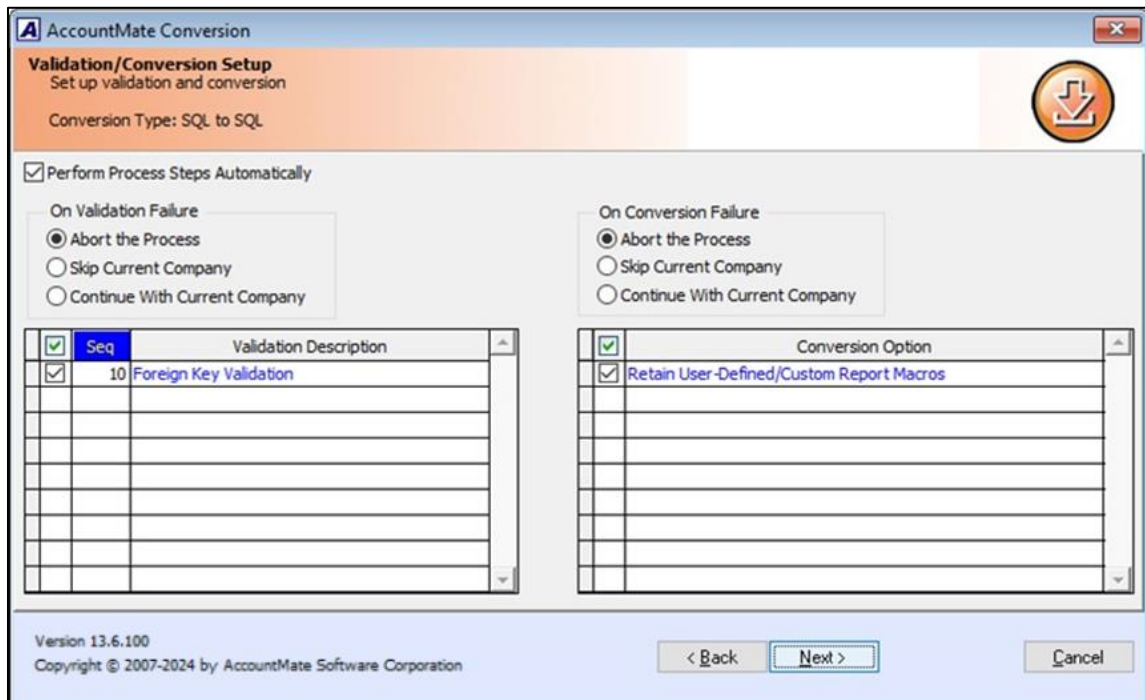 AccountMate Conversion
Validation/Conversion Setup
Set up validation and conversion
Conversion Type: SQL to SQL
Perform Process Steps Automatically
On Validation Failure
Abort the Process
Skip Current Company
Continue With Current Company
On Conversion Failure
Abort the Process
Skip Current Company
Continue With Current Company
Seq Validation Description
10 Foreign Key Validation
Conversion Option
Retain User-Defined/Custom Report Macros
Version 13.6.100
Copyright © 2007-2024 by AccountMate Software Corporation
< Back Next > Cancel